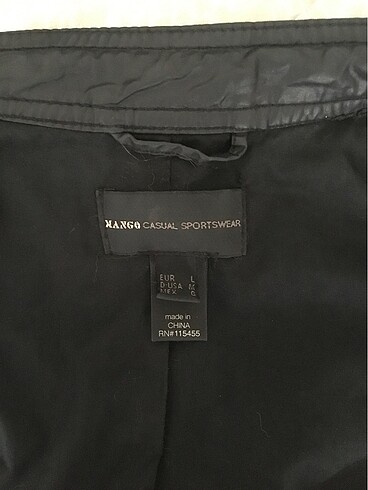 MANGO CASUAL SPORTSWEAR
EUR L
D-USA M
MEX G
made in
CHINA
RN#115455